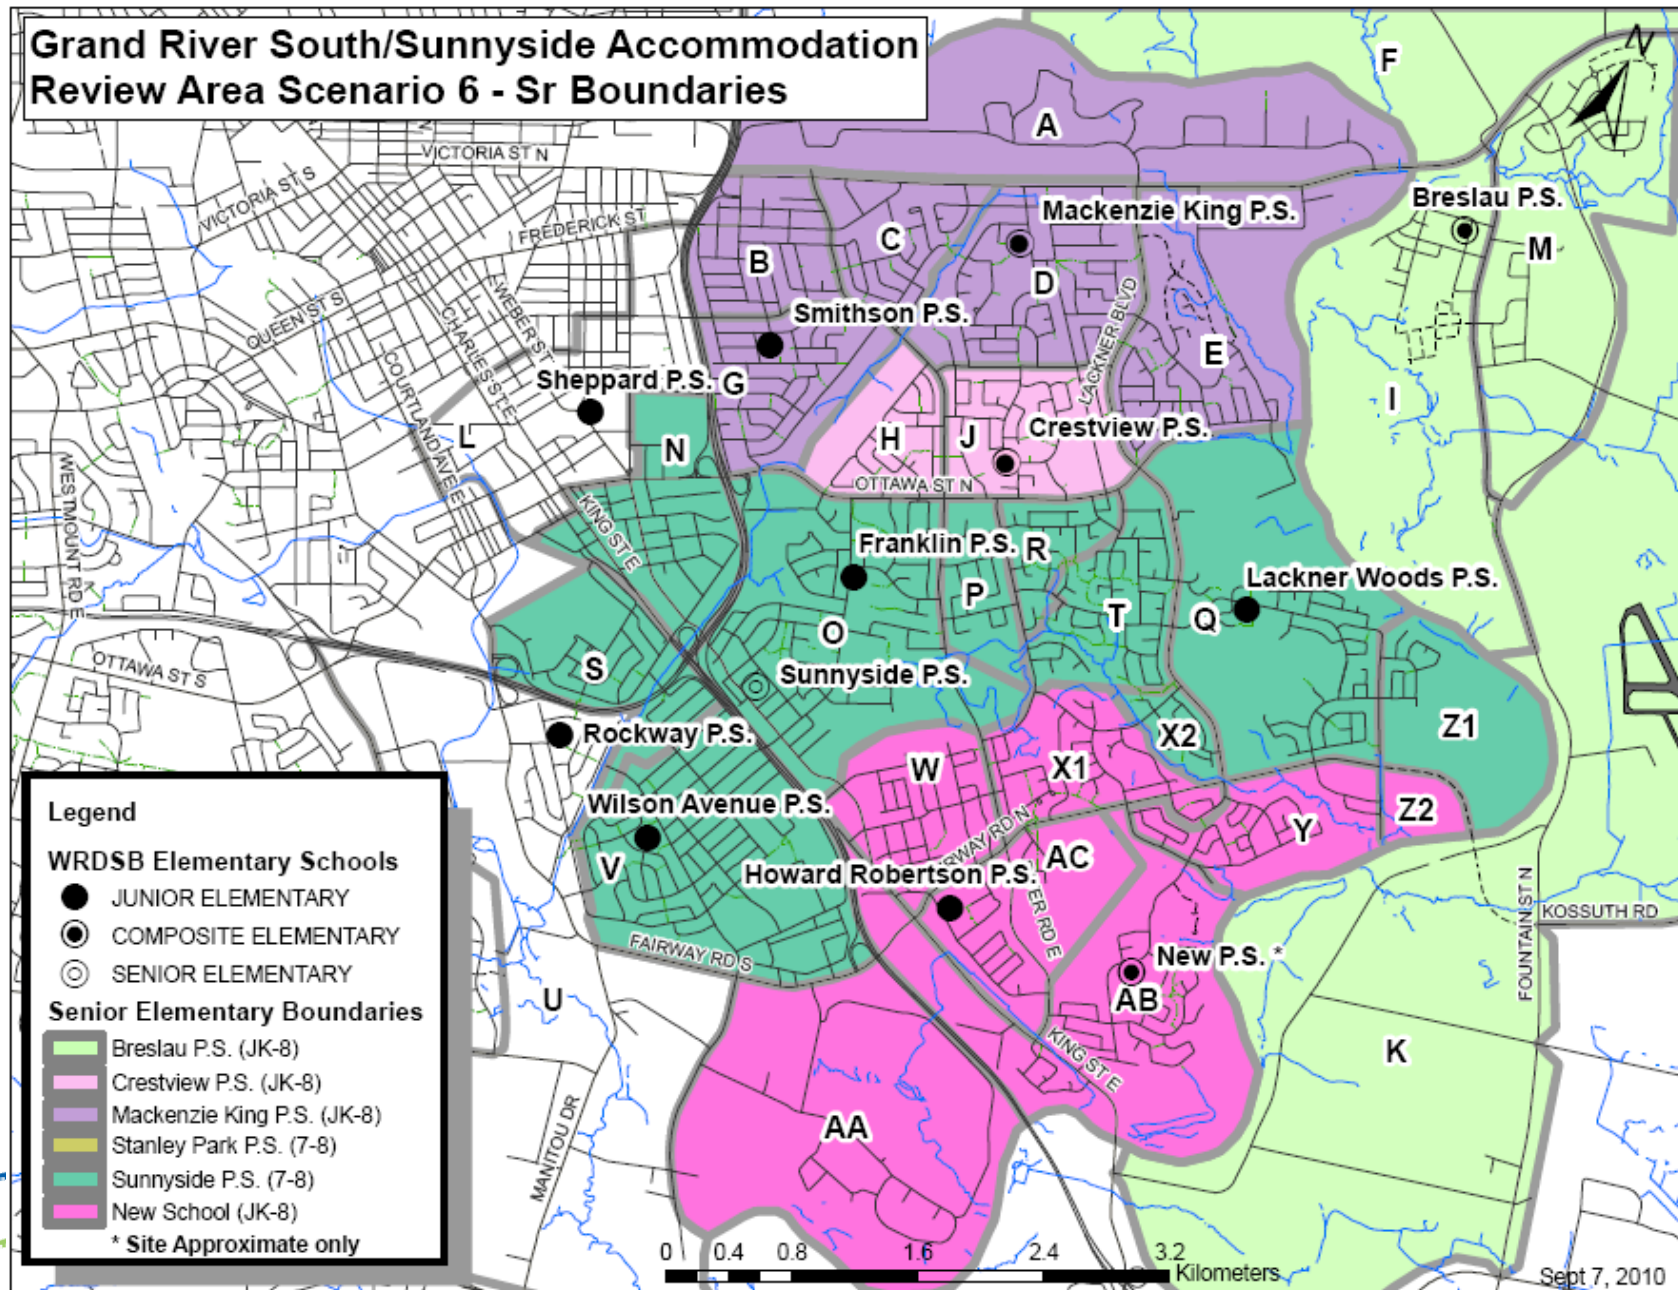 Grand River South/Sunnyside Accommodation
Review Area Scenario 6 - Sr Boundaries
N
F
VICTORIA ST N
A
VICTORIA ST S
FREDERICK ST
Mackenzie King P.S.
Breslau P.S.
B
C
D
M
QUEEN ST S
WEBER ST
CHARLES ST E
COURTLAND AVE E
Smithson P.S.
LACKNER BLVD
E
I
Sheppard P.S.
G
L
N
H
J
Crestview P.S.
WESTMOUNT RD E
OTTAWA ST N
KING ST E
Franklin P.S.
R
Lackner Woods P.S.
P
T
Q
O
OTTAWA ST S
S
Sunnyside P.S.
Rockway P.S.
X2
Z1
W
X1
Wilson Avenue P.S.
Z2
Y
V
AC
Howard Robertson P.S.
ER RD E
FAIRWAY RD S
FOUNTAIN ST N
KOSSUTH RD
New P.S. *
AB
U
KING ST E
K
MANITOU DR
AA
Legend
WRDSB Elementary Schools
JUNIOR ELEMENTARY
COMPOSITE ELEMENTARY
SENIOR ELEMENTARY
Senior Elementary Boundaries
Breslau P.S. (JK-8)
Crestview P.S. (JK-8)
Mackenzie King P.S. (JK-8)
Stanley Park P.S. (7-8)
Sunnyside P.S. (7-8)
New School (JK-8)
* Site Approximate only
0 0.4 0.8 1.6 2.4 3.2
Kilometers
Sept 7, 2010